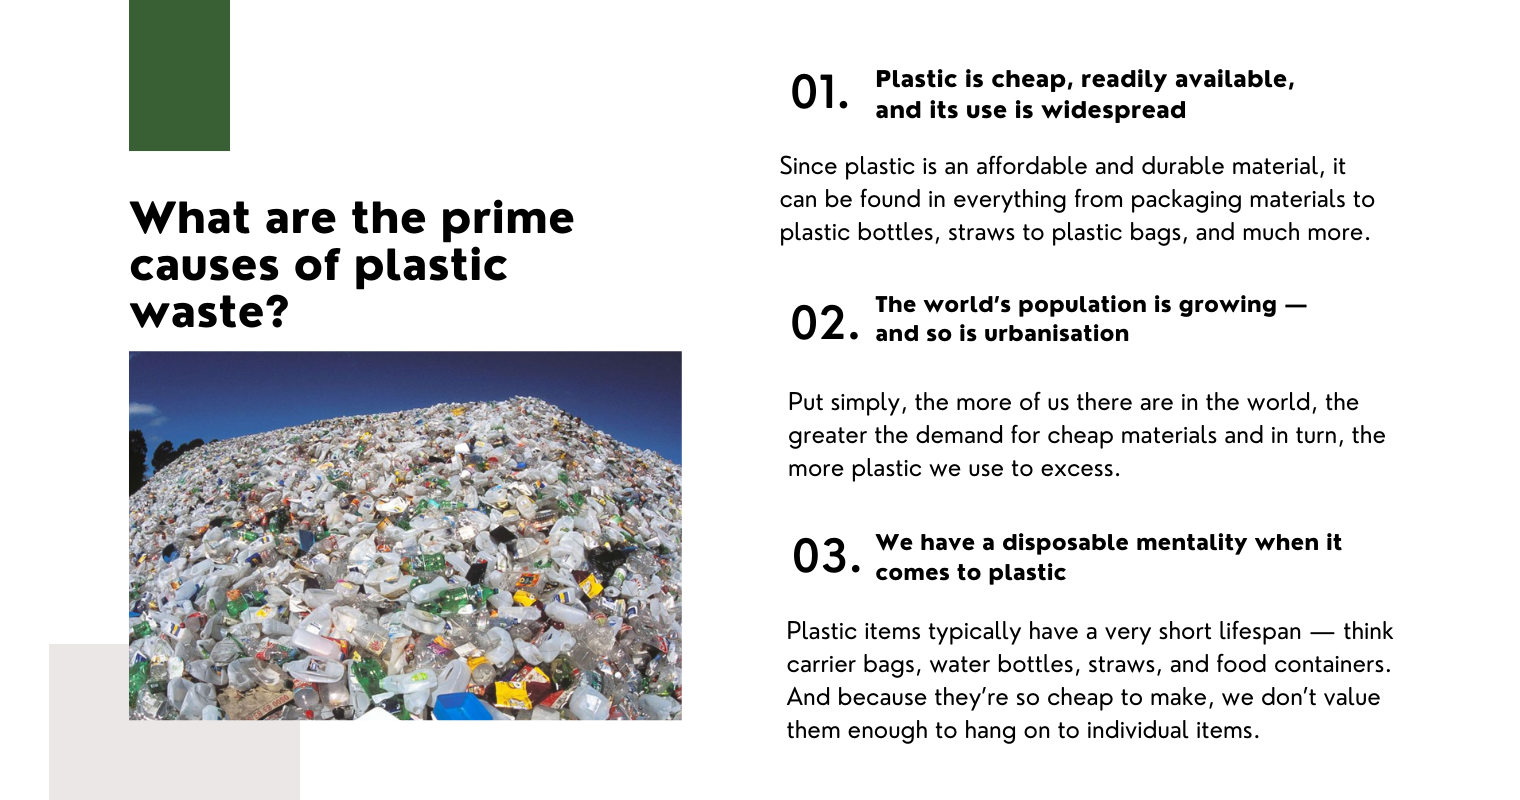 What are the prime
causes of plastic
waste?
01.
Plastic is cheap, readily available,
and its use is widespread
Since plastic is an affordable and durable material, it
can be found in everything from packaging materials to
plastic bottles, straws to plastic bags, and much more.
02.
The world's population is growing —
and so is urbanisation
Put simply, the more of us there are in the world, the
greater the demand for cheap materials and in turn, the
more plastic we use to excess.
03.
We have a disposable mentality when it
comes to plastic
Plastic items typically have a very short lifespan — think
carrier bags, water bottles, straws, and food containers.
And because they're so cheap to make, we don't value
them enough to hang on to individual items.